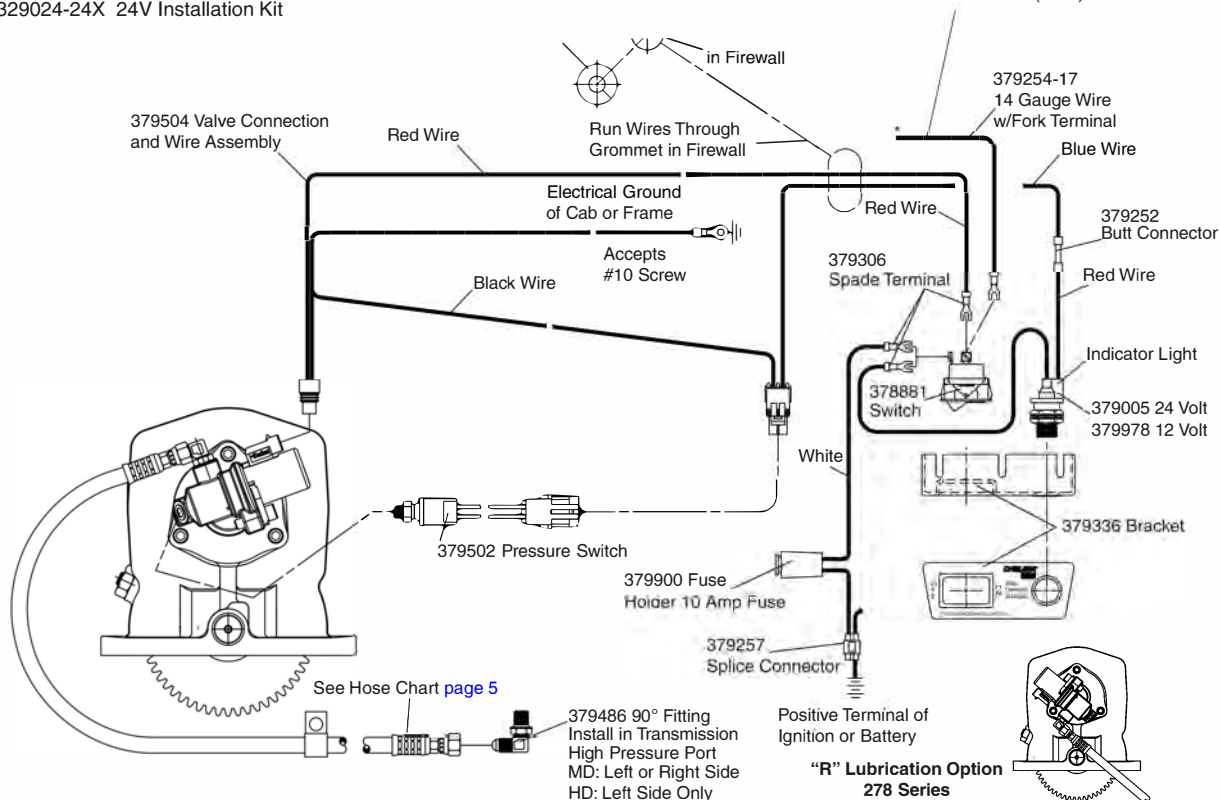 329024-24X 24V Installation Kit
in Firewall
379254-17
14 Gauge Wire
w/Fork Terminal
379504 Valve Connection
and Wire Assembly
Red Wire
Run Wires Through
Grommet in Firewall
*
Blue Wire
Electrical Ground
of Cab or Frame
Red Wire
379252
Butt Connector
Accepts
#10 Screw
379306
Spade Terminal
Red Wire
Black Wire
Indicator Light
378881
Switch
379005 24 Volt
379978 12 Volt
White
379336 Bracket
379502 Pressure Switch
379900 Fuse
Holder 10 Amp Fuse
379257
Splice Connector
See Hose Chart page 5
379486 90° Fitting
Install in Transmission
High Pressure Port
MD: Left or Right Side
HD: Left Side Only
Positive Terminal of
Ignition or Battery
“R” Lubrication Option
278 Series